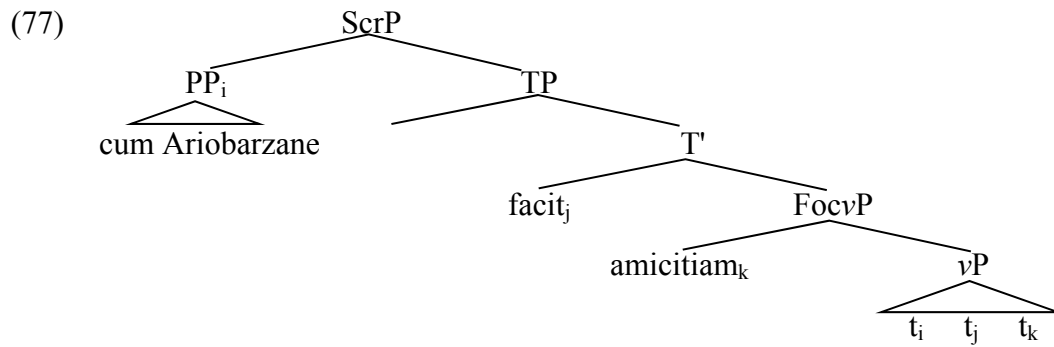 (77) ScrP
PPi TP
cum Ariobarzane T'
facitj FocvP
amicitiamk vP
ti tj tk